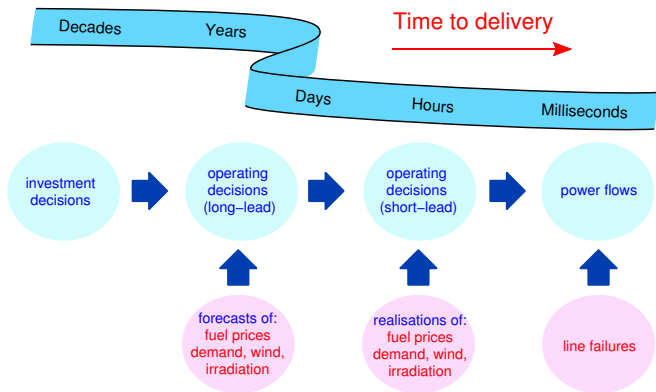 Decades
Years
Time to delivery
Days
Hours
Milliseconds
investment
decisions
operating
decisions
(long−lead)
operating
decisions
(short−lead)
power flows
forecasts of:
fuel prices
demand, wind,
irradiation
realisations of:
fuel prices
demand, wind,
irradiation
line failures